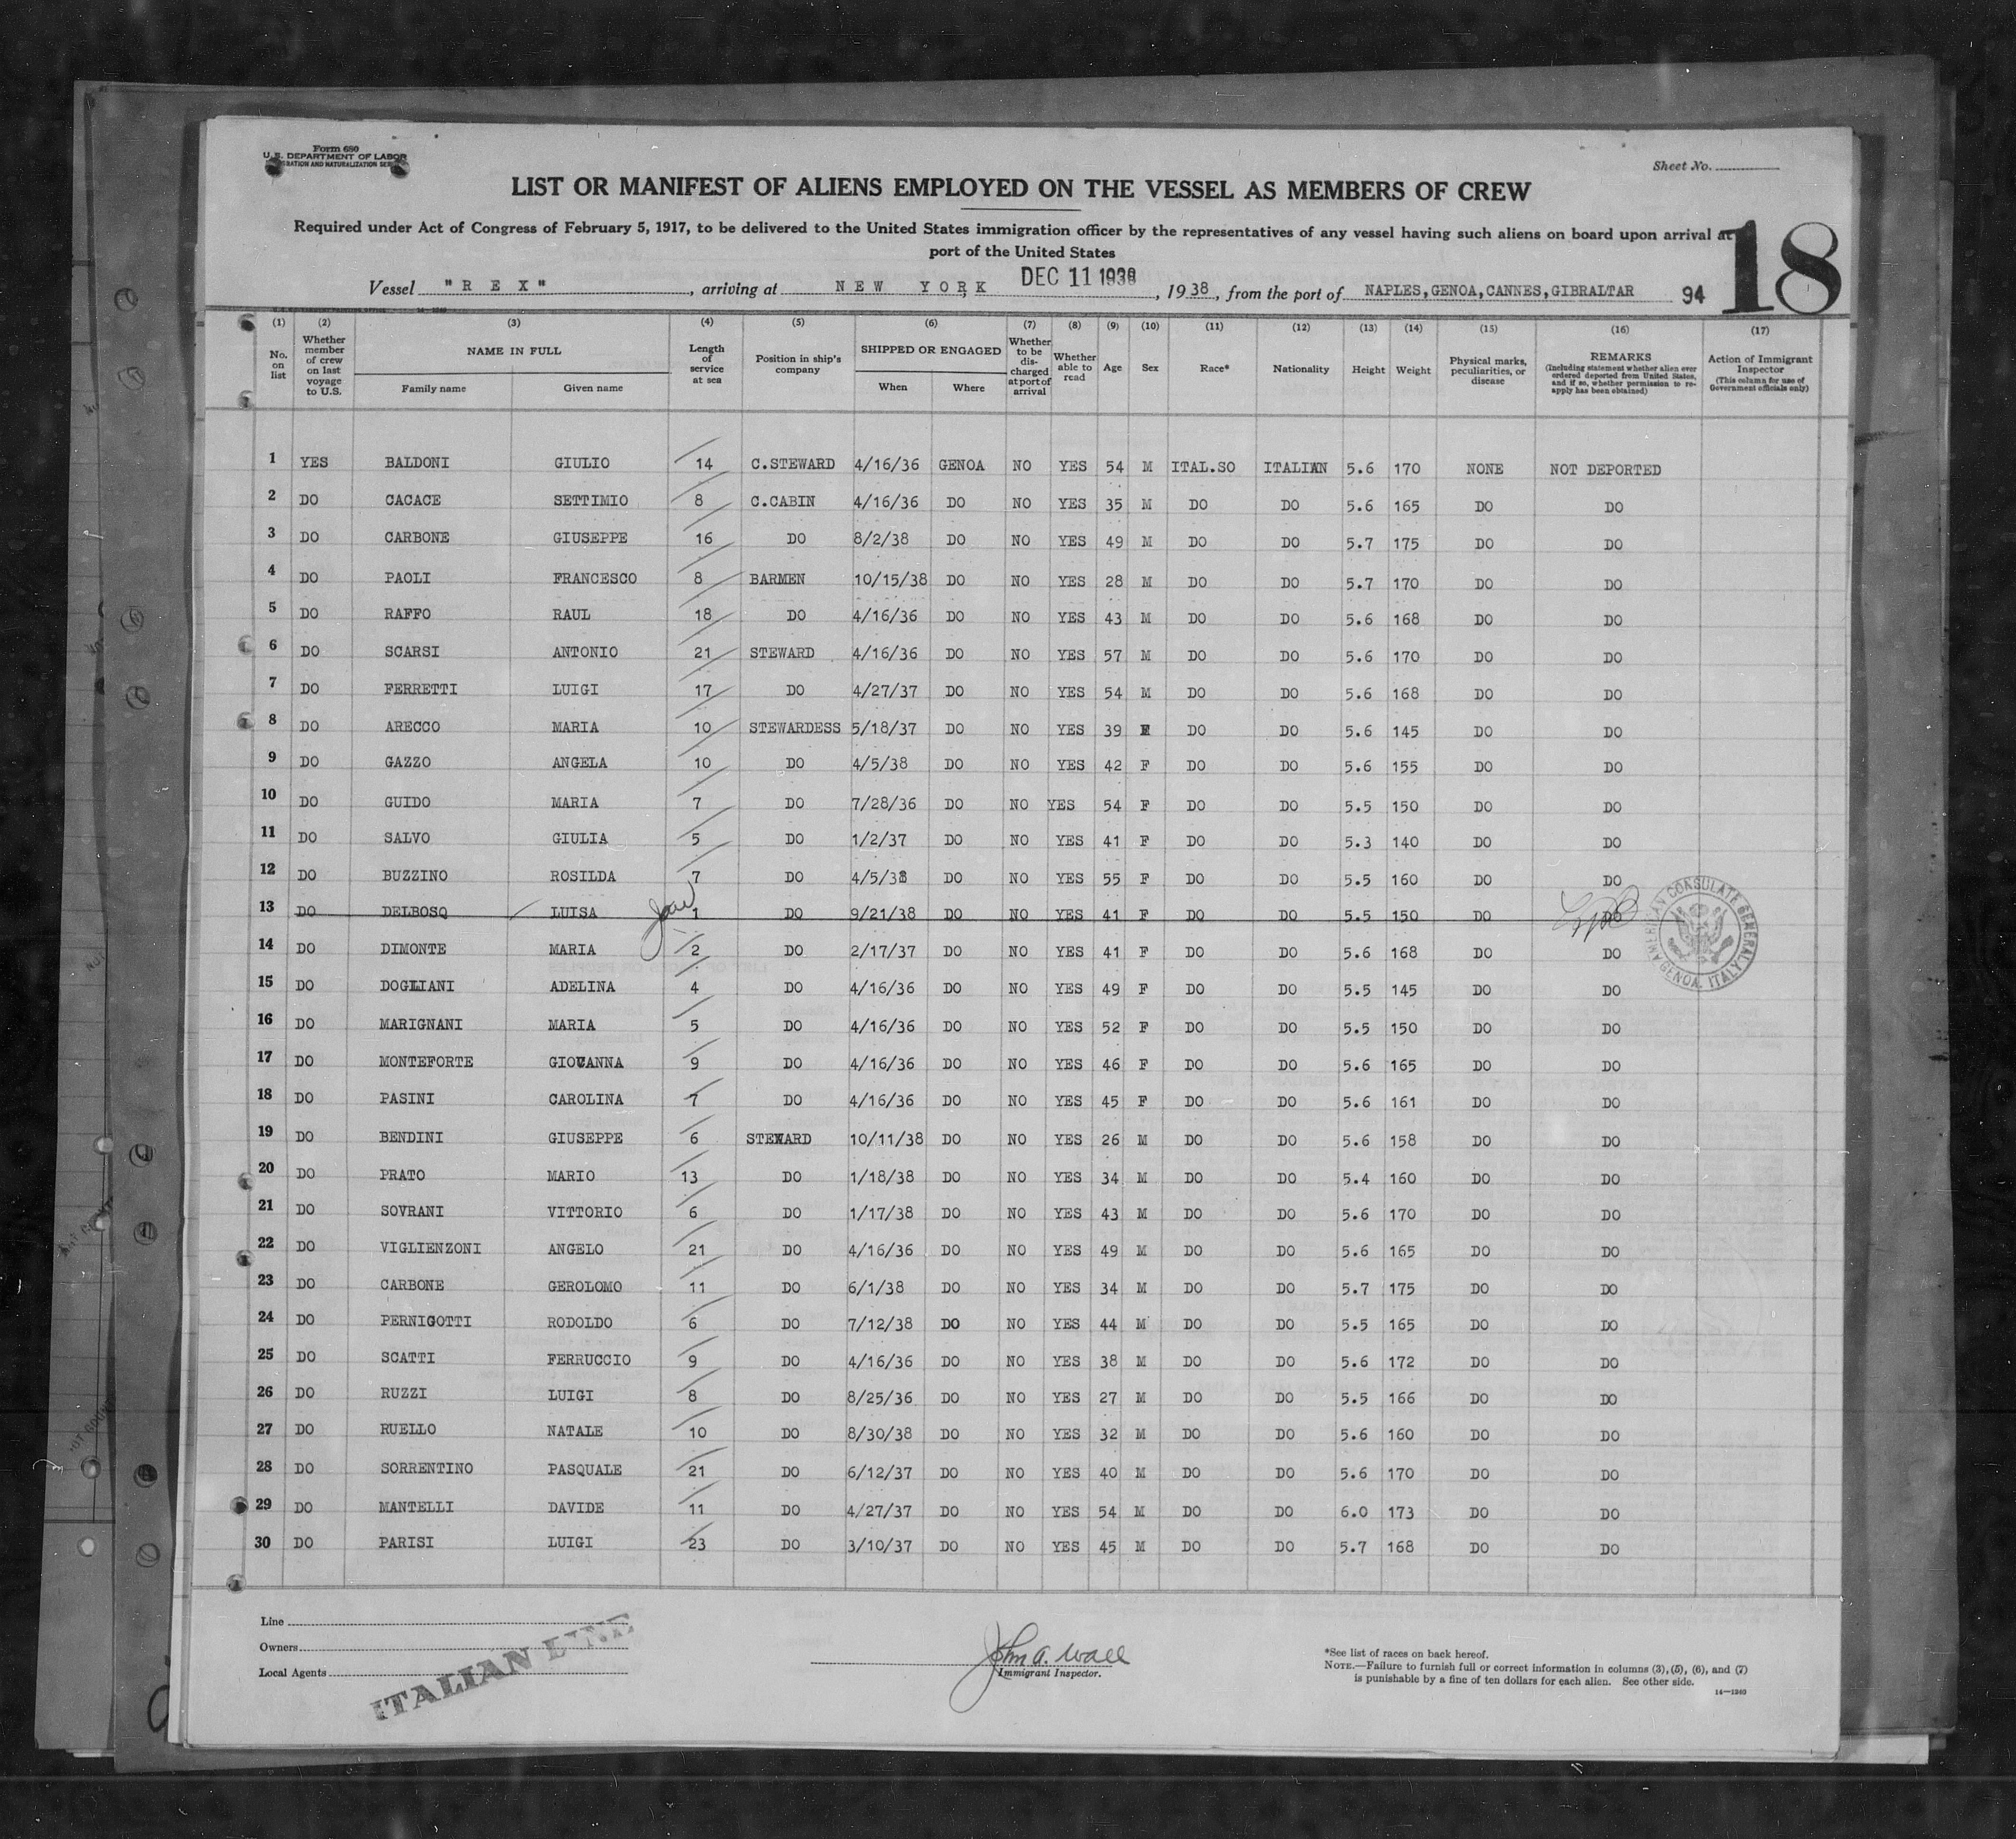 Form 680
U. S. DEPARTMENT OF LABOR
Sheet No.
LIST OR MANIFEST OF ALIENS EMPLOYED ON THE VESSEL AS MEMBERS OF CREW
Required under Act of Congress of February 5, 1917, to be delivered to the United States immigration officer by the representatives of any vessel having such aliens on board upon arrival at
port of the United States
18
Vessel "R E X" , arriving at NEW YORK, DEC 11 1938 , 1938, from the port of NAPLES,GENOA,CANNES,GIBRALTAR 94
(1) (2) (3) (4) (5) (6) (7) (8) (9) (10) (11) (12) (13) (14) (15) (16) (17)
No. on list
Whether member of crew on last voyage to U.S.
NAME IN FULL
Family name Given name
Length of service at sea
Position in ship's company
SHIPPED OR ENGAGED
When Where
Whether to be discharged at port of arrival
Whether able to read
Age
Sex
Race*
Nationality
Height
Weight
Physical marks, peculiarities, or disease
REMARKS
(Including statement whether alien ever ordered deported from United States, and if so, whether permission to reapply has been obtained)
Action of Immigrant Inspector
(This column for use of Government officials only)
1 YES BALDONI GIULIO 14 C.STEWARD 4/16/36 GENOA NO YES 54 M ITAL.SO ITALIAN 5.6 170 NONE NOT DEPORTED
2 DO CACACE SETTIMIO 8 C.CABIN 4/16/36 DO NO YES 35 M DO DO 5.6 165 DO DO
3 DO CARBONE GIUSEPPE 16 DO 8/2/38 DO NO YES 49 M DO DO 5.7 175 DO DO
4 DO PAOLI FRANCESCO 8 BARMEN 10/15/38 DO NO YES 28 M DO DO 5.7 170 DO DO
5 DO RAFFO RAUL 18 DO 4/16/36 DO NO YES 43 M DO DO 5.6 168 DO DO
6 DO SCARSI ANTONIO 21 STEWARD 4/16/36 DO NO YES 57 M DO DO 5.6 170 DO DO
7 DO FERRETTI LUIGI 17 DO 4/27/37 DO NO YES 54 M DO DO 5.6 168 DO DO
8 DO ARECCO MARIA 10 STEWARDESS 5/18/37 DO NO YES 39 F DO DO 5.6 145 DO DO
9 DO GAZZO ANGELA 10 DO 4/5/38 DO NO YES 42 F DO DO 5.6 155 DO DO
10 DO GUIDO MARIA 7 DO 7/28/36 DO NO YES 54 F DO DO 5.5 150 DO DO
11 DO SALVO GIULIA 5 DO 1/2/37 DO NO YES 41 F DO DO 5.3 140 DO DO
12 DO BUZZINO ROSILDA 7 DO 4/5/38 DO NO YES 55 F DO DO 5.5 160 DO DO
13 DO DELBOSQ LUISA 1 DO 9/21/38 DO NO YES 41 F DO DO 5.5 150 DO DO
AMERICAN CONSULATE GENERAL GENOA, ITALY
14 DO DIMONTE MARIA 2 DO 2/17/37 DO NO YES 41 F DO DO 5.6 168 DO DO
15 DO DOGLIANI ADELINA 4 DO 4/16/36 DO NO YES 49 F DO DO 5.5 145 DO DO
16 DO MARIGNANI MARIA 5 DO 4/16/36 DO NO YES 52 F DO DO 5.5 150 DO DO
17 DO MONTEFORTE GIOVANNA 9 DO 4/16/36 DO NO YES 46 F DO DO 5.6 165 DO DO
18 DO PASINI CAROLINA 7 DO 4/16/36 DO NO YES 45 F DO DO 5.6 161 DO DO
19 DO BENDINI GIUSEPPE 6 STEWARD 10/11/38 DO NO YES 26 M DO DO 5.6 158 DO DO
20 DO PRATO MARIO 13 DO 1/18/38 DO NO YES 34 M DO DO 5.4 160 DO DO
21 DO SOVRANI VITTORIO 6 DO 1/17/38 DO NO YES 43 M DO DO 5.6 170 DO DO
22 DO VIGLIENZONI ANGELO 21 DO 4/16/36 DO NO YES 49 M DO DO 5.6 165 DO DO
23 DO CARBONE GEROLOMO 11 DO 6/1/38 DO NO YES 34 M DO DO 5.7 175 DO DO
24 DO PERNIGOTTI RODOLDO 6 DO 7/12/38 DO NO YES 44 M DO DO 5.5 165 DO DO
25 DO SCATTI FERRUCCIO 9 DO 4/16/36 DO NO YES 38 M DO DO 5.6 172 DO DO
26 DO RUZZI LUIGI 8 DO 8/25/36 DO NO YES 27 M DO DO 5.5 166 DO DO
27 DO RUELLO NATALE 10 DO 8/30/38 DO NO YES 32 M DO DO 5.6 160 DO DO
28 DO SORRENTINO PASQUALE 21 DO 6/12/37 DO NO YES 40 M DO DO 5.6 170 DO DO
29 DO MANTELLI DAVIDE 11 DO 4/27/37 DO NO YES 54 M DO DO 6.0 173 DO DO
30 DO PARISI LUIGI 23 DO 3/10/37 DO NO YES 45 M DO DO 5.7 168 DO DO
Line
Owners
Local Agents
ITALIAN LINE
John A. Wall
Immigrant Inspector.
*See list of races on back hereof.
NOTE.—Failure to furnish full or correct information in columns (3), (5), (6), and (7)
is punishable by a fine of ten dollars for each alien. See other side.
14—1240